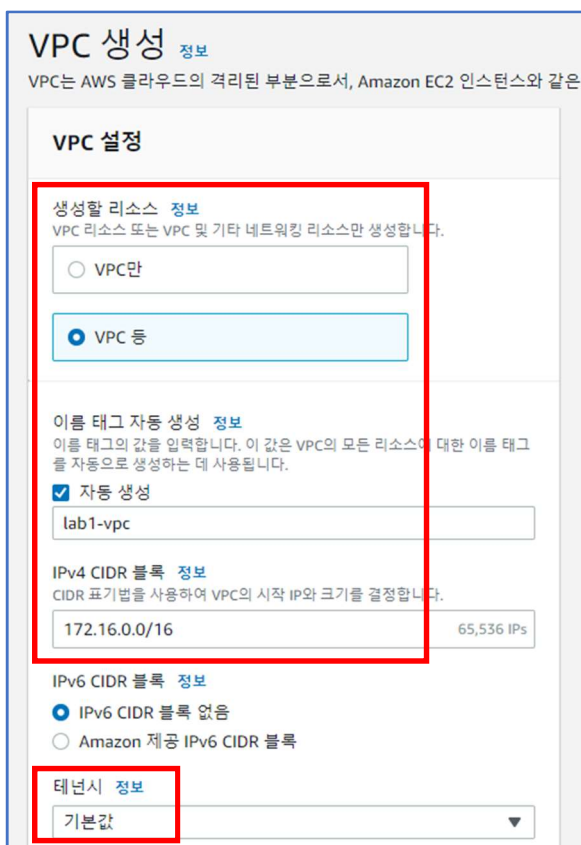 VPC 생성 정보
VPC는 AWS 클라우드의 격리된 부분으로서, Amazon EC2 인스턴스와 같은
VPC 설정
생성할 리소스 정보
VPC 리소스 또는 VPC 및 기타 네트워킹 리소스만 생성합니다.
VPC만
VPC 등
이름 태그 자동 생성 정보
이름 태그의 값을 입력합니다. 이 값은 VPC의 모든 리소스에 대한 이름 태그
를 자동으로 생성하는 데 사용됩니다.
자동 생성
lab1-vpc
IPv4 CIDR 블록 정보
CIDR 표기법을 사용하여 VPC의 시작 IP와 크기를 결정합니다.
172.16.0.0/16 65,536 IPs
IPv6 CIDR 블록 정보
IPv6 CIDR 블록 없음
Amazon 제공 IPv6 CIDR 블록
테넌시 정보
기본값